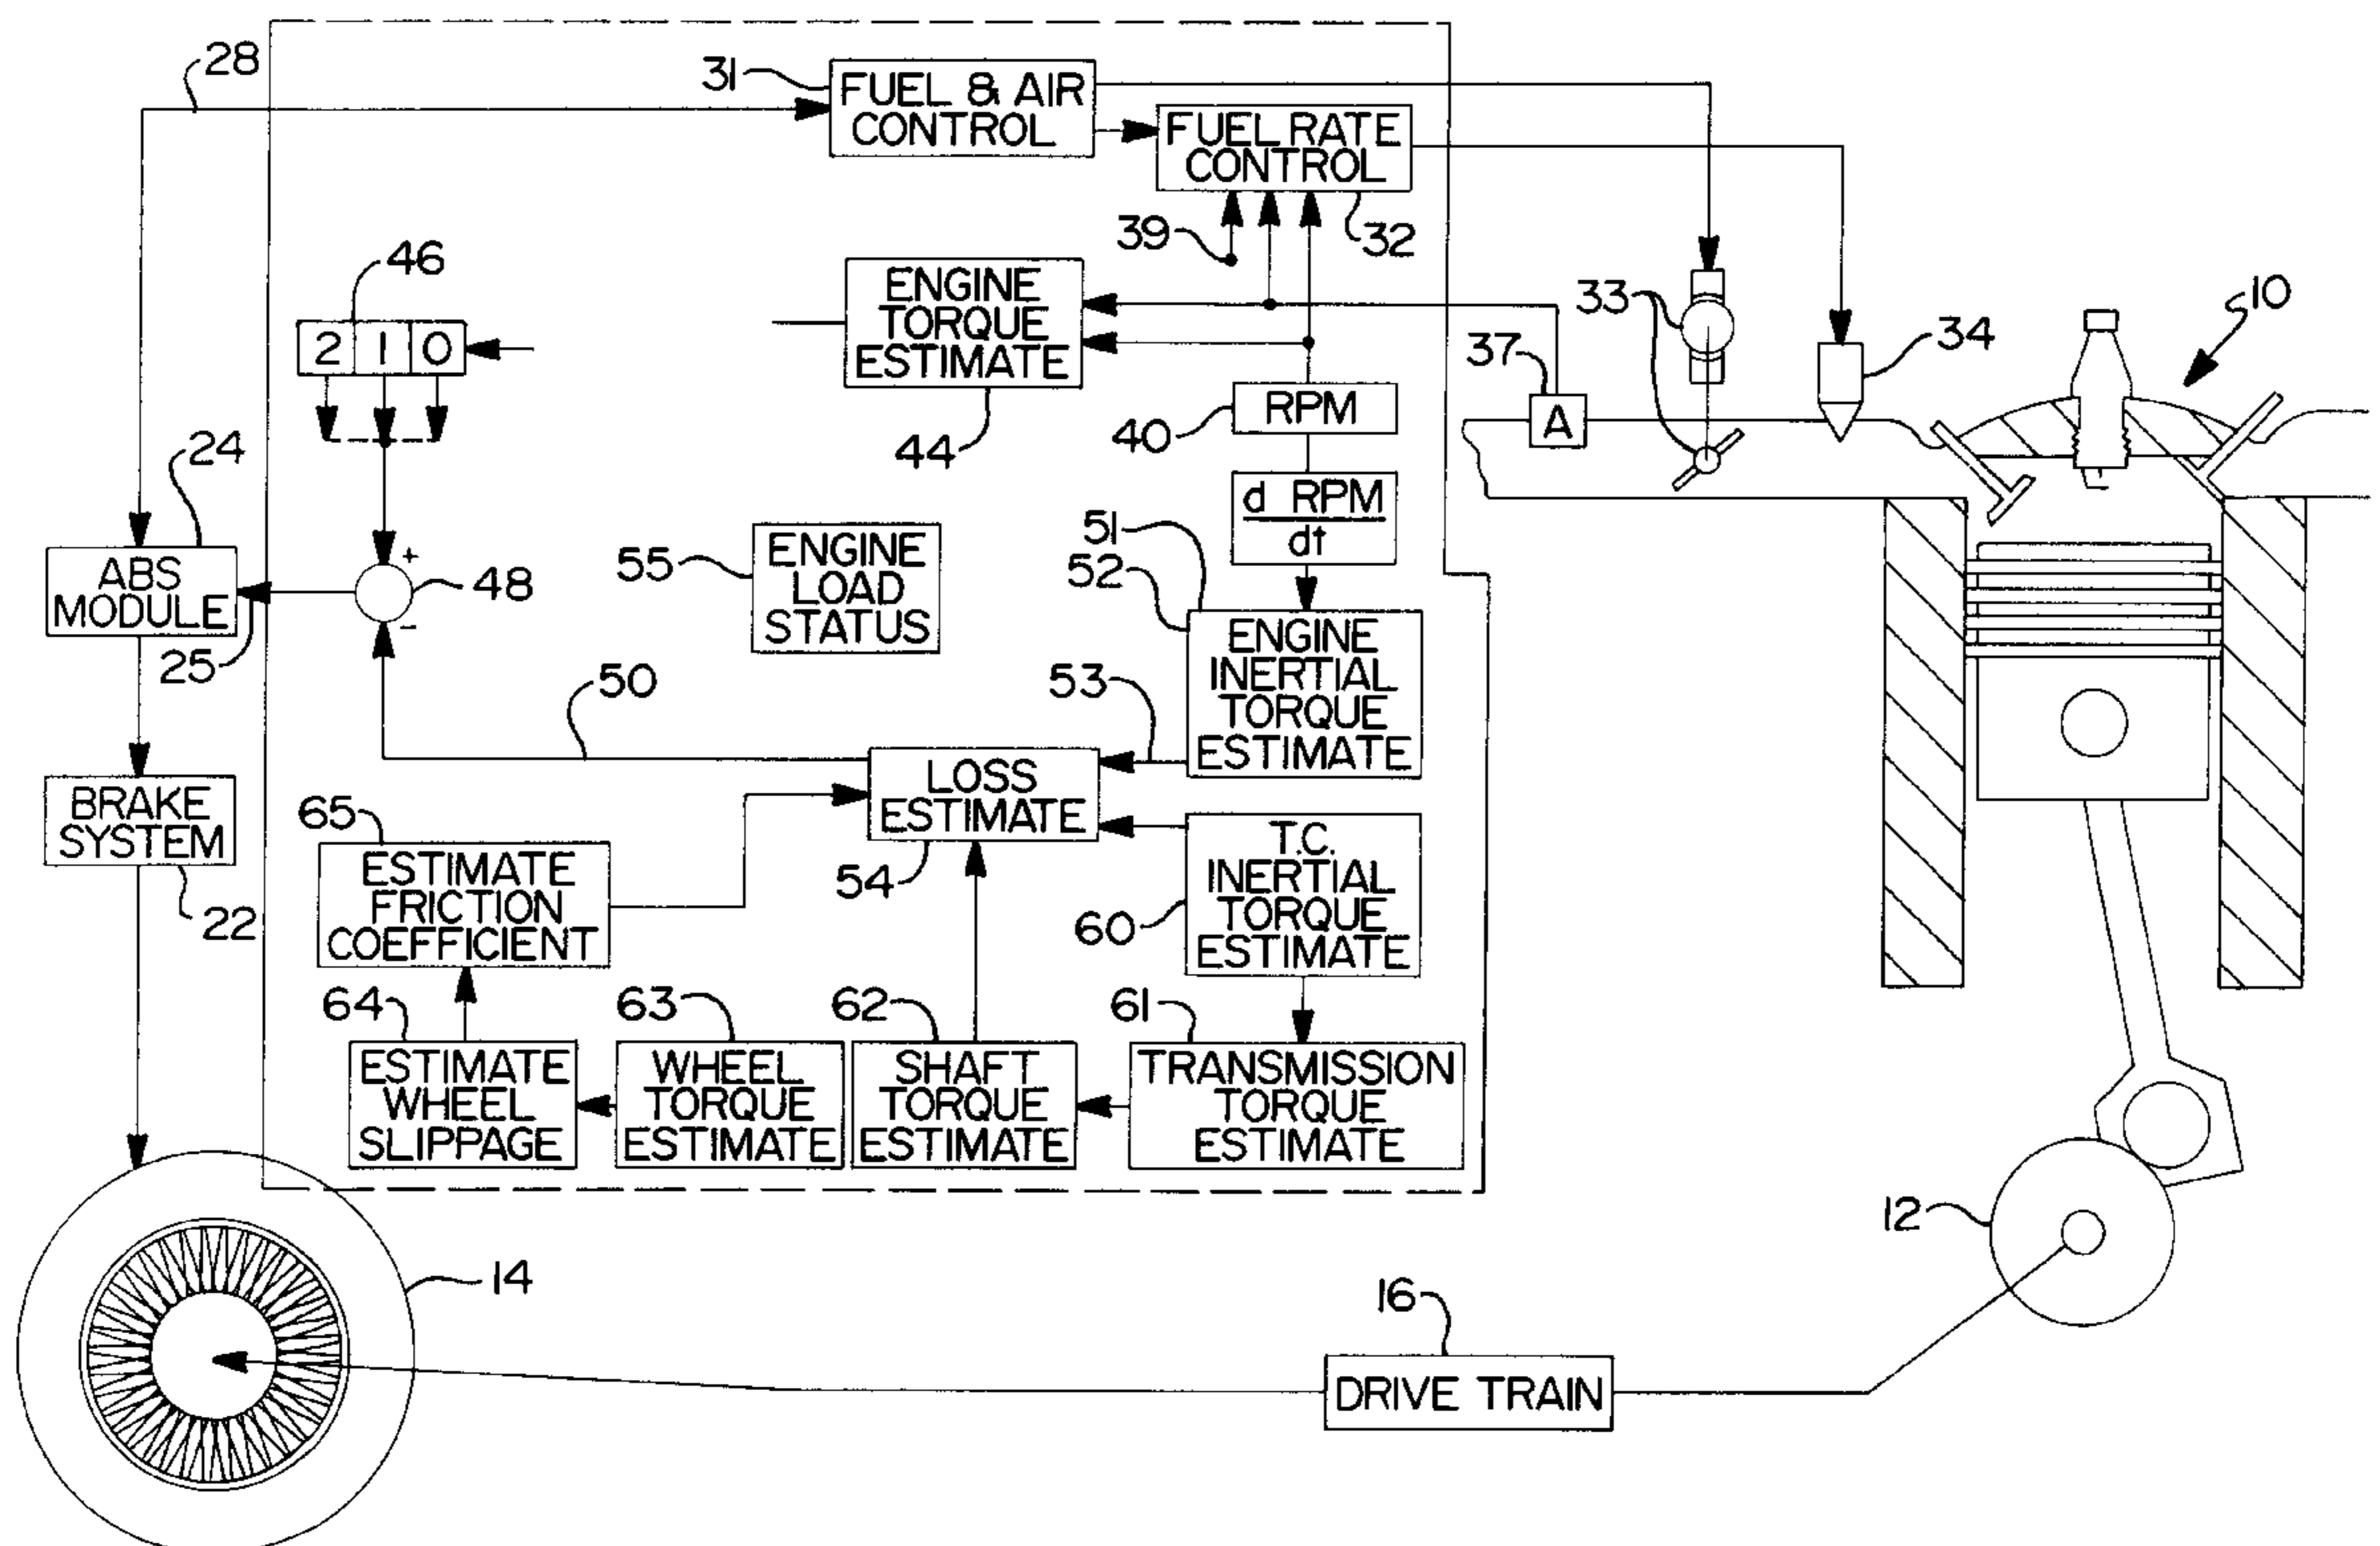 28
31
FUEL & AIR
CONTROL
FUEL RATE
CONTROL
39
32
46
2 1 0
ENGINE
TORQUE
ESTIMATE
44
33
10
37
A
34
40
RPM
d RPM
dt
24
ABS
MODULE
25
+
-
48
55
ENGINE
LOAD
STATUS
51
52
ENGINE
INERTIAL
TORQUE
ESTIMATE
50
53
LOSS
ESTIMATE
54
BRAKE
SYSTEM
22
65
ESTIMATE
FRICTION
COEFFICIENT
T.C.
INERTIAL
TORQUE
ESTIMATE
60
64
ESTIMATE
WHEEL
SLIPPAGE
63
WHEEL
TORQUE
ESTIMATE
62
SHAFT
TORQUE
ESTIMATE
61
TRANSMISSION
TORQUE
ESTIMATE
12
14
16
DRIVE TRAIN